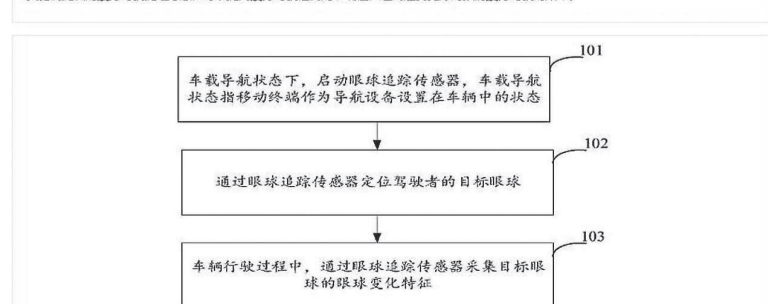 101
车载导航状态下，启动眼球追踪传感器，车载导航
状态指移动终端作为导航设备设置在车辆中的状态
102
通过眼球追踪传感器定位驾驶者的目标眼球
103
车辆行驶过程中，通过眼球追踪传感器采集目标眼
球的眼球变化特征